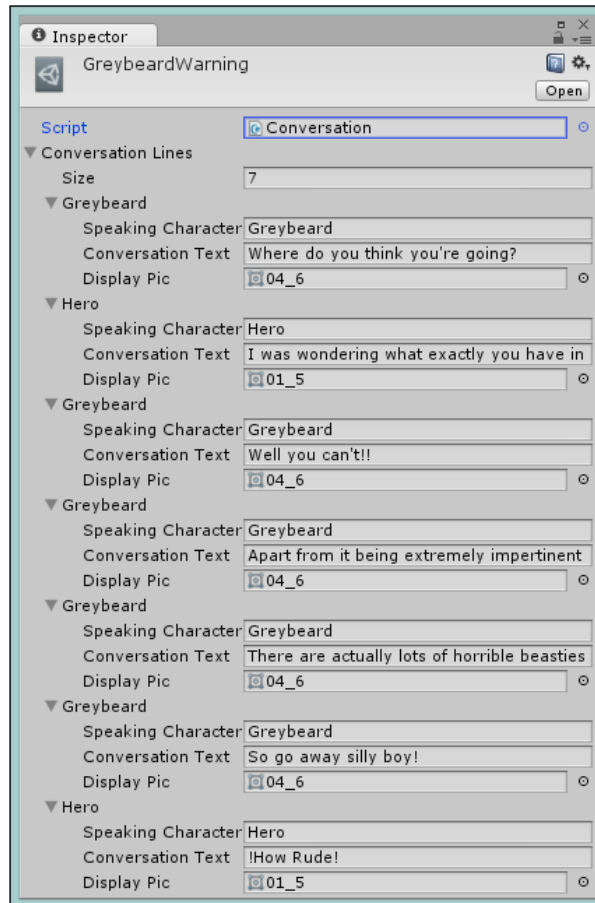 Inspector
GreybeardWarning
Open
Script Conversation
Conversation Lines
Size 7
Greybeard
Speaking Character Greybeard
Conversation Text Where do you think you're going?
Display Pic 04_6
Hero
Speaking Character Hero
Conversation Text I was wondering what exactly you have in
Display Pic 01_5
Greybeard
Speaking Character Greybeard
Conversation Text Well you can't!!
Display Pic 04_6
Greybeard
Speaking Character Greybeard
Conversation Text Apart from it being extremely impertinent
Display Pic 04_6
Greybeard
Speaking Character Greybeard
Conversation Text There are actually lots of horrible beasties
Display Pic 04_6
Greybeard
Speaking Character Greybeard
Conversation Text So go away silly boy!
Display Pic 04_6
Hero
Speaking Character Hero
Conversation Text !How Rude!
Display Pic 01_5